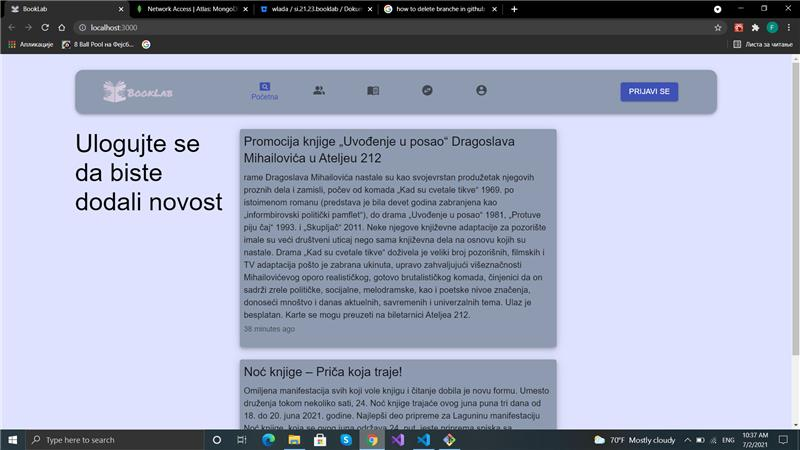 BookLab
Network Access | Atlas: MongoD
wlada / si.21.23.booklab / Dokum
how to delete branche in github
localhost:3000
Апликације
8 Ball Pool на Фејсб...
Листа за читање
BookLab
Početna
PRIJAVI SE
Ulogujte se
da biste
dodali novost
Promocija knjige „Uvođenje u posao“ Dragoslava
Mihailovića u Ateljeu 212
rame Dragoslava Mihailovića nastale su kao svojevrstan produžetak njegovih
proznih dela i zamisli, počev od komada „Kad su cvetale tikve“ 1969. po
istoimenom romanu (predstava je bila devet godina zabranjena kao
„informbirovski politički pamflet“), do drama „Uvođenje u posao“ 1981, „Protuve
piju čaj“ 1993. i „Skupljač“ 2011. Neke njegove književne adaptacije za pozorište
imale su veći društveni uticaj nego sama književna dela na osnovu kojih su
nastale. Drama „Kad su cvetale tikve“ doživela je veliki broj pozorišnih, filmskih i
TV adaptacija pošto je zabrana ukinuta, upravo zahvaljujući višeznačnosti
Mihailovićevog oporo realističkog, gotovo brutalističkog komada, činjenici da on
sadrži zrele političke, socijalne, melodramske, kao i poetske nivoe značenja,
donoseći mnoštvo i danas aktuelnih, savremenih i univerzalnih tema. Ulaz je
besplatan. Karte se mogu preuzeti na biletarnici Ateljea 212.
38 minutes ago
Noć knjige – Priča koja traje!
Omiljena manifestacija svih koji vole knjigu i čitanje dobila je novu formu. Umesto
druženja tokom nekoliko sati, 24. Noć knjige trajaće ovog juna puna tri dana od
18. do 20. juna 2021. godine. Najlepši deo pripreme za Laguninu manifestaciju
Noć knjige, koja se ovog juna održava 24. put, jeste priprema spiska sa
Type here to search
70°F Mostly cloudy
ENG
10:37 AM
7/2/2021